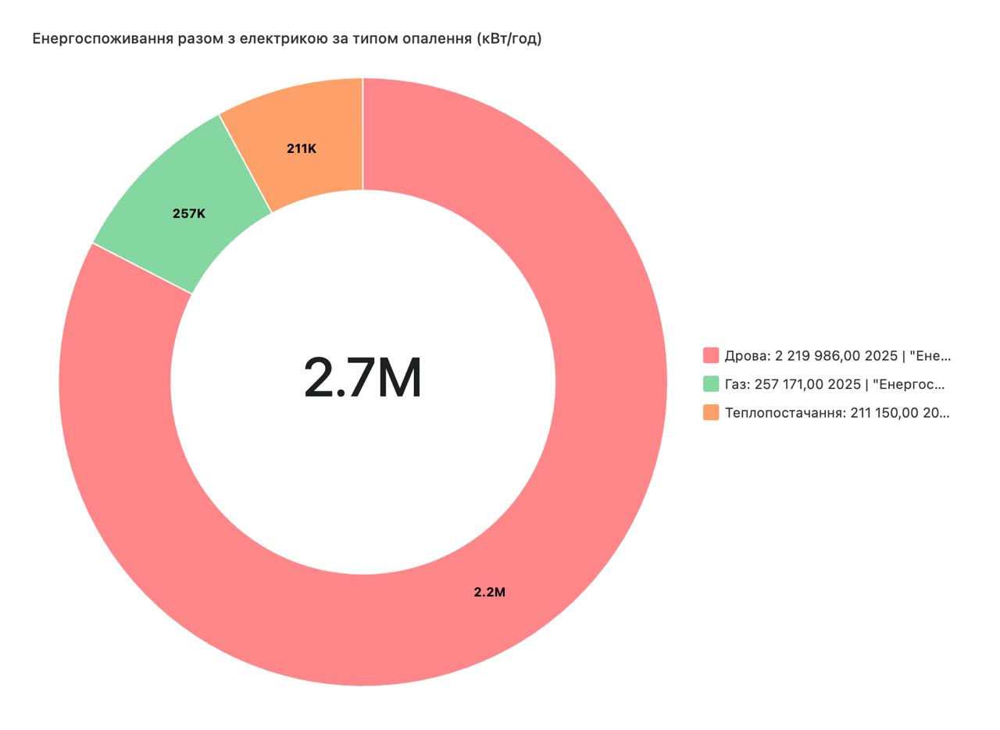 Енергоспоживання разом з електрикою за типом опалення (кВт/год)
211K
257K
2.7M
Дрова: 2 219 986,00 2025 | "Ене...
Газ: 257 171,00 2025 | "Енергос...
Теплопостачання: 211 150,00 20...
2.2M